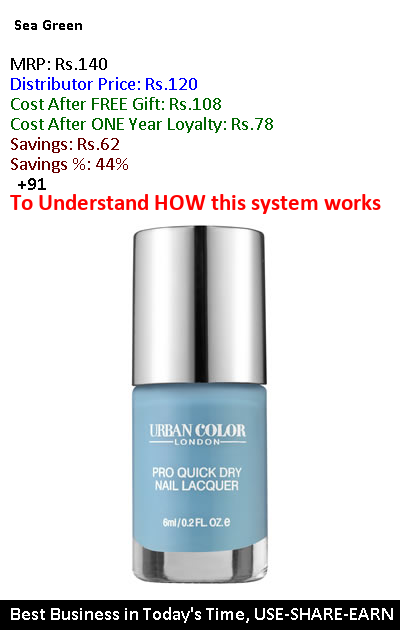 Sea Green
MRP: Rs.140
Distributor Price: Rs.120
Cost After FREE Gift: Rs.108
Cost After ONE Year Loyalty: Rs.78
Savings: Rs.62
Savings %: 44%
+91
To Understand HOW this system works
URBAN COLOR
LONDON
PRO QUICK DRY
NAIL LACQUER
6ml/0.2 FL. OZ.e
Best Business in Today's Time, USE-SHARE-EARN